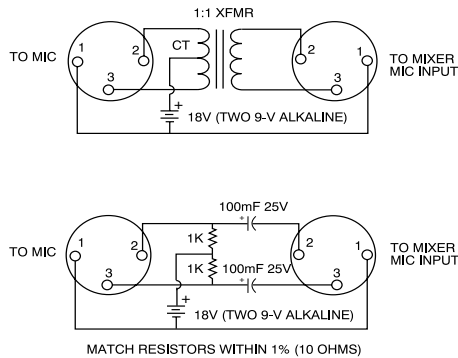 1:1 XFMR
TO MIC
1
2
3
CT
+
18V (TWO 9-V ALKALINE)
2
1
3
TO MIXER
MIC INPUT
100mF 25V
+
TO MIC
1
2
3
1K
1K
100mF 25V
+
+
18V (TWO 9-V ALKALINE)
2
1
3
TO MIXER
MIC INPUT
MATCH RESISTORS WITHIN 1% (10 OHMS)